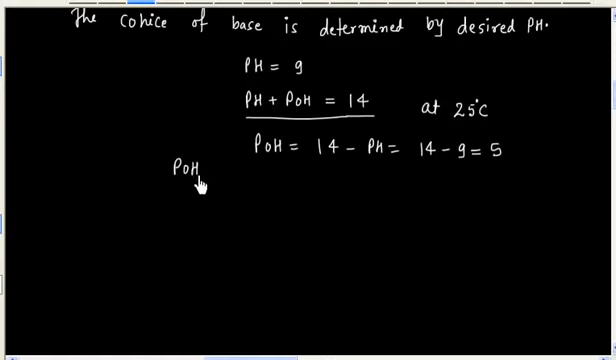 The cohice of base is determined by desired PH.
PH = 9
PH + POH = 14 at 25°C
POH = 14 - PH = 14 - 9 = 5
POH